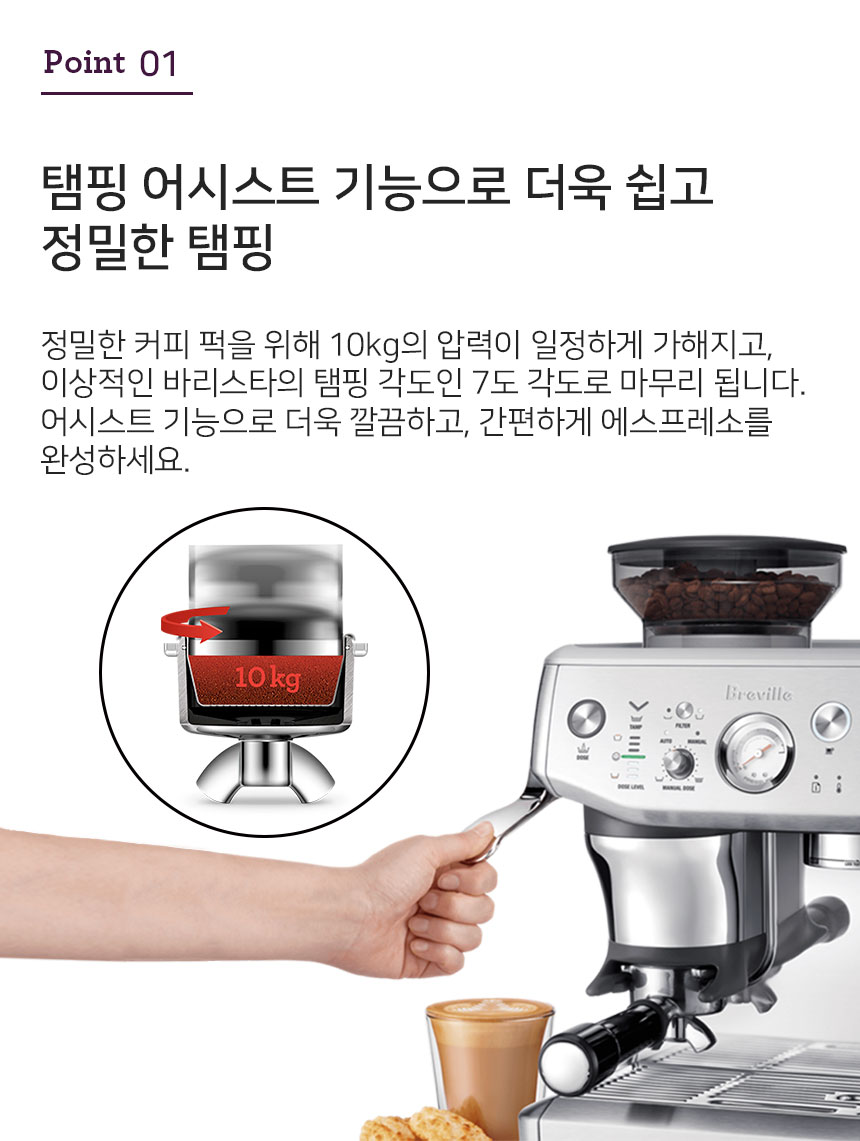 Point 01
탬핑 어시스트 기능으로 더욱 쉽고
정밀한 탬핑
정밀한 커피 퍽을 위해 10kg의 압력이 일정하게 가해지고,
이상적인 바리스타의 탬핑 각도인 7도 각도로 마무리 됩니다.
어시스트 기능으로 더욱 깔끔하고, 간편하게 에스프레소를
완성하세요.
10 kg
Breville
TAMP
FILTER
AUTO
MANUAL
DOSE
DOSE LEVEL
MANUAL DOSE